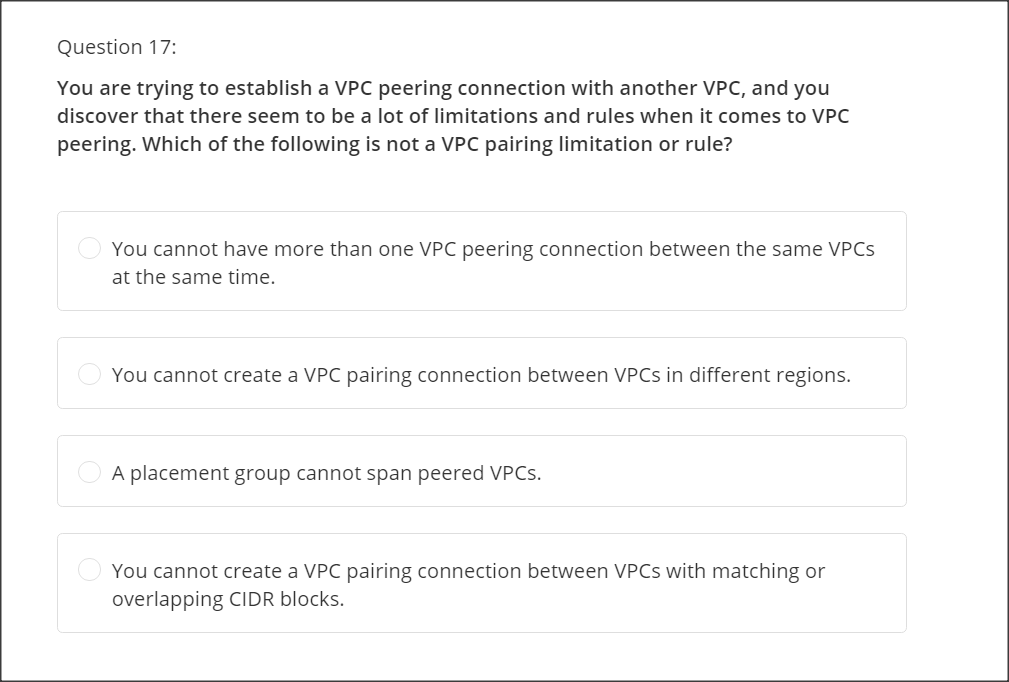 Question 17:
You are trying to establish a VPC peering connection with another VPC, and you
discover that there seem to be a lot of limitations and rules when it comes to VPC
peering. Which of the following is not a VPC pairing limitation or rule?
You cannot have more than one VPC peering connection between the same VPCs
at the same time.
You cannot create a VPC pairing connection between VPCs in different regions.
A placement group cannot span peered VPCs.
You cannot create a VPC pairing connection between VPCs with matching or
overlapping CIDR blocks.